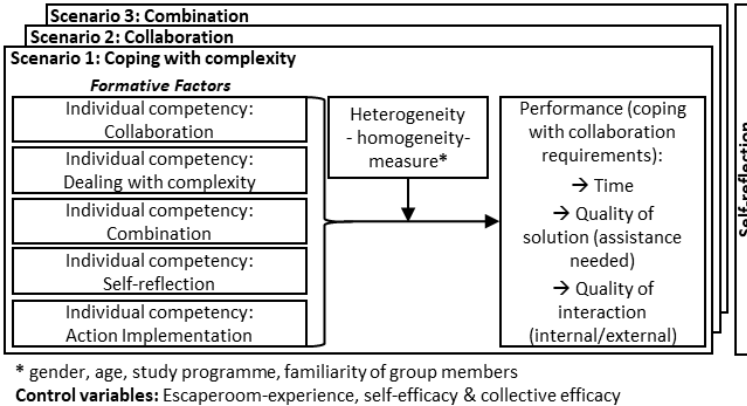 Scenario 3: Combination
Scenario 2: Collaboration
Scenario 1: Coping with complexity
Formative Factors
Individual competency:
Collaboration
Individual competency:
Dealing with complexity
Individual competency:
Combination
Individual competency:
Self-reflection
Individual competency:
Action Implementation
Heterogeneity
- homogeneity-
measure*
Performance (coping
with collaboration
requirements):
→ Time
→ Quality of
solution (assistance
needed)
→ Quality of
interaction
(internal/external)
Self-reflection
* gender, age, study programme, familiarity of group members
Control variables: Escaperoom-experience, self-efficacy & collective efficacy